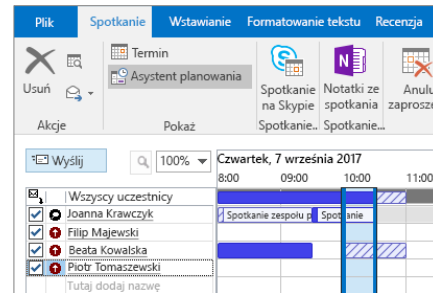 Plik Spotkanie Wstawianie Formatowanie tekstu Recenzja
Termin
Asystent planowania
Usuń
Spotkanie na Skypie
Notatki ze spotkania
Anulu zaprosze
Akcje Pokaż Spotkanie... Spotkanie...
Wyślij 100% Czwartek, 7 września 2017
8:00 09:00 10:00 11:00
Wszyscy uczestnicy
Joanna Krawczyk Spotkanie zespołu p Spotkanie
Filip Majewski
Beata Kowalska
Piotr Tomaszewski
Tutaj dodaj nazwę